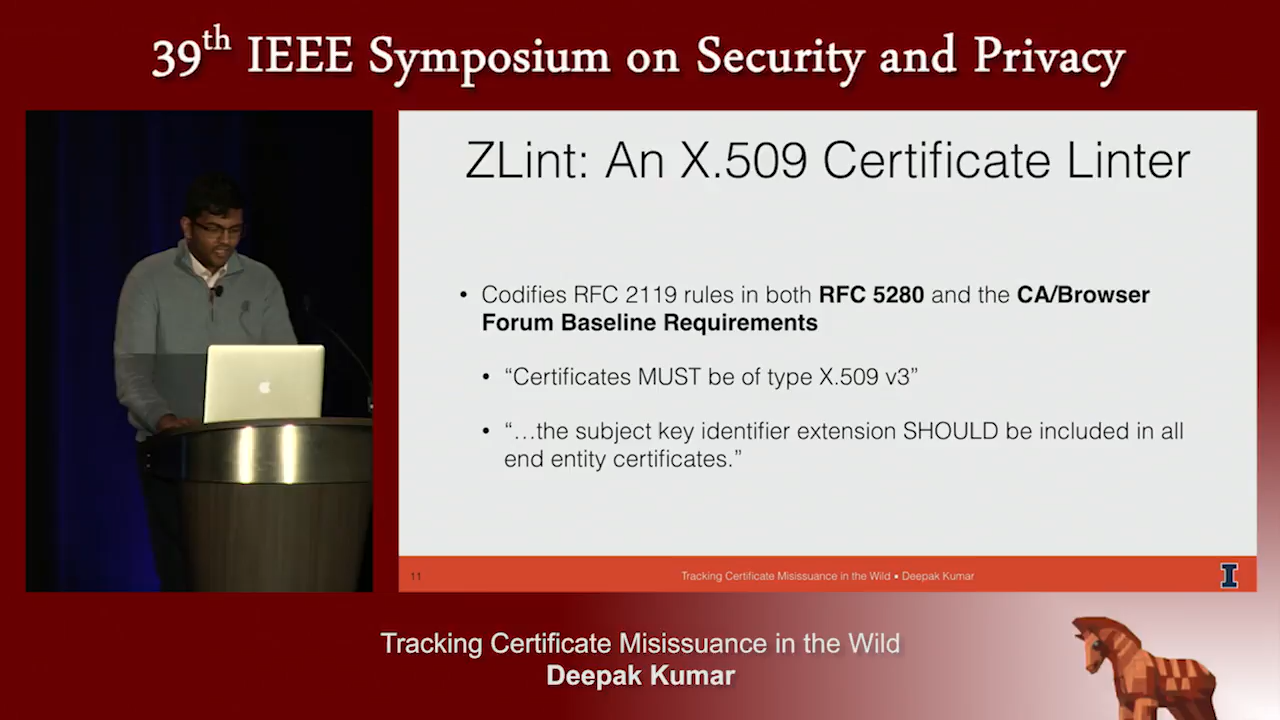 39th IEEE Symposium on Security and Privacy
ZLint: An X.509 Certificate Linter
• Codifies RFC 2119 rules in both RFC 5280 and the CA/Browser
Forum Baseline Requirements
• “Certificates MUST be of type X.509 v3”
• “…the subject key identifier extension SHOULD be included in all
end entity certificates.”
11
Tracking Certificate Misissuance in the Wild • Deepak Kumar
I
Tracking Certificate Misissuance in the Wild
Deepak Kumar